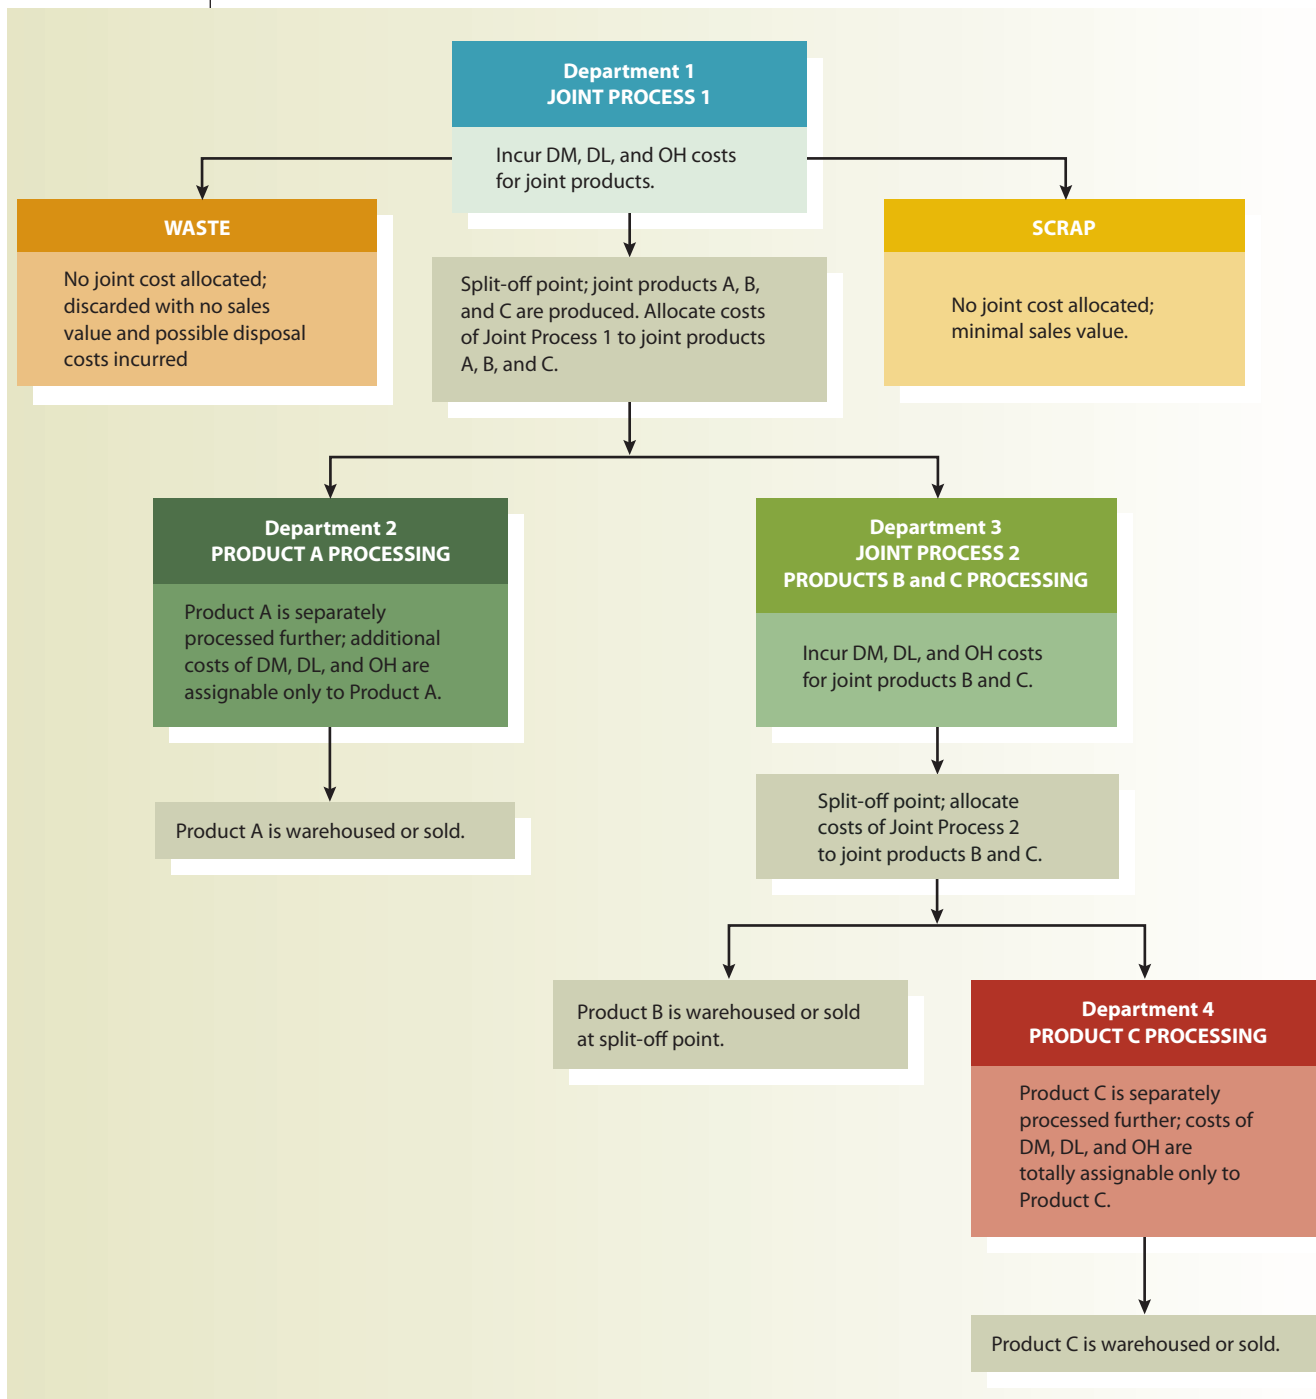 Department 1
JOINT PROCESS 1
Incur DM, DL, and OH costs
for joint products.
WASTE
No joint cost allocated;
discarded with no sales
value and possible disposal
costs incurred
Split-off point; joint products A, B,
and C are produced. Allocate costs
of Joint Process 1 to joint products
A, B, and C.
SCRAP
No joint cost allocated;
minimal sales value.
Department 2
PRODUCT A PROCESSING
Product A is separately
processed further; additional
costs of DM, DL, and OH are
assignable only to Product A.
Product A is warehoused or sold.
Department 3
JOINT PROCESS 2
PRODUCTS B and C PROCESSING
Incur DM, DL, and OH costs
for joint products B and C.
Split-off point; allocate
costs of Joint Process 2
to joint products B and C.
Product B is warehoused or sold
at split-off point.
Department 4
PRODUCT C PROCESSING
Product C is separately
processed further; costs of
DM, DL, and OH are
totally assignable only to
Product C.
Product C is warehoused or sold.